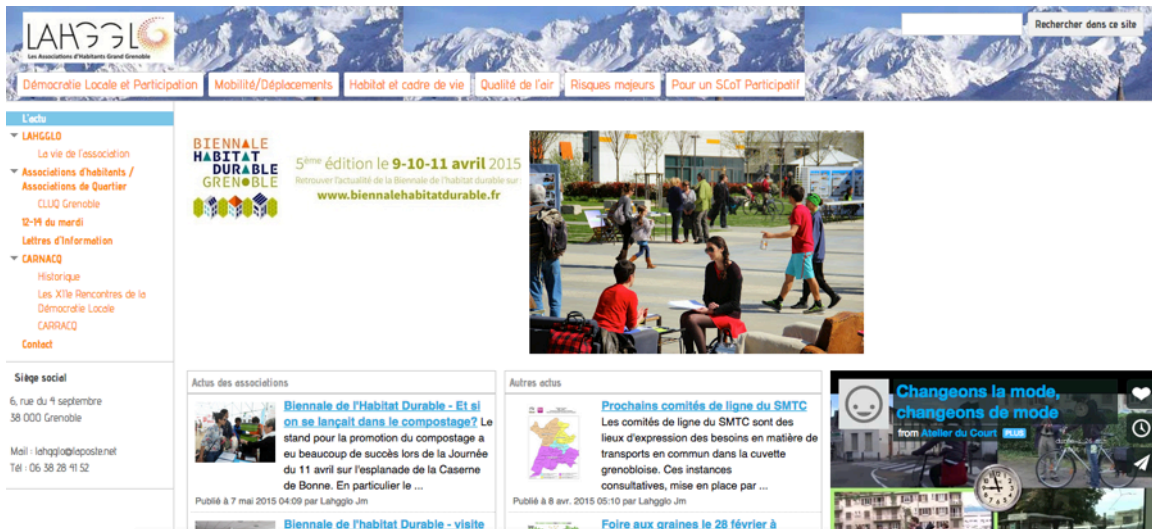 LAHGGLO
Les Associations d'Habitants Grand Grenoble
Rechercher dans ce site
Démocratie Locale et Participation
Mobilité/Déplacements
Habitat et cadre de vie
Qualité de l'air
Risques majeurs
Pour un SCoT Participatif
L'actu
LAHGGLO
La vie de l'association
Associations d'habitants /
Associations de Quartier
CLUQ Grenoble
12-14 du mardi
Lettres d'Information
CARNACQ
Historique
Les XIIe Rencontres de la
Démocratie Locale
CARRACQ
Contact
Siège social
6, rue du 4 septembre
38 000 Grenoble
Mail : lahgglo@laposte.net
Tél : 06 38 28 91 52
BIENNALE
HABITAT
DURABLE
GRENOBLE
5ème édition le 9-10-11 avril 2015
Retrouver l'actualité de la Biennale de l'habitat durable sur :
www.biennalehabitatdurable.fr
Actus des associations
Biennale de l'Habitat Durable - Et si
on se lançait dans le compostage? Le
stand pour la promotion du compostage a
eu beaucoup de succès lors de la Journée
du 11 avril sur l'esplanade de la Caserne
de Bonne. En particulier le ...
Publié à 7 mai 2015 04:09 par Lahgglo Jm
Biennale de l'habitat Durable - visite
Autres actus
Prochains comités de ligne du SMTC
Les comités de ligne du SMTC sont des
lieux d'expression des besoins en matière de
transports en commun dans la cuvette
grenobloise. Ces instances
consultatives, mise en place par ...
Publié à 8 avr. 2015 05:10 par Lahgglo Jm
Foire aux graines le 28 février à
Changeons la mode,
changeons de mode
from Atelier du Court PLUS
durée : 26 min